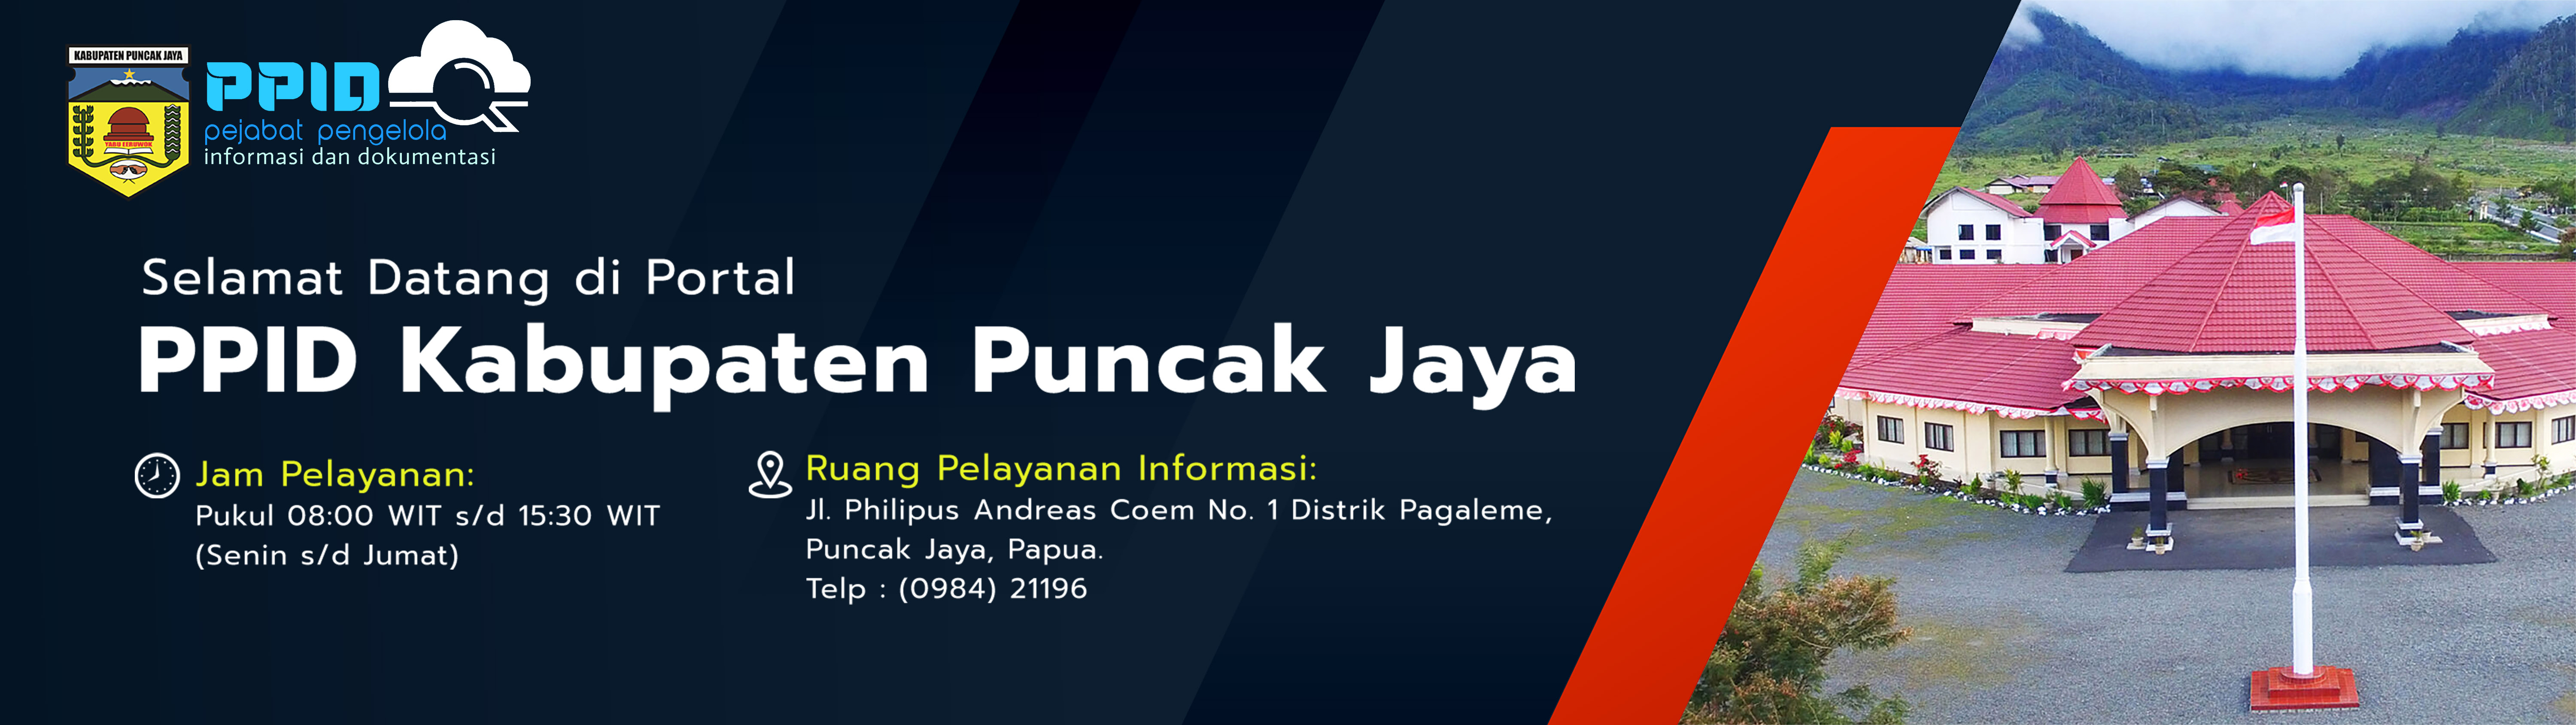 KABUPATEN PUNCAK JAYA
YABU EERUWOK
PPID
pejabat pengelola
informasi dan dokumentasi
Selamat Datang di Portal
PPID Kabupaten Puncak Jaya
Jam Pelayanan:
Pukul 08:00 WIT s/d 15:30 WIT
(Senin s/d Jumat)
Ruang Pelayanan Informasi:
Jl. Philipus Andreas Coem No. 1 Distrik Pagaleme,
Puncak Jaya, Papua.
Telp : (0984) 21196